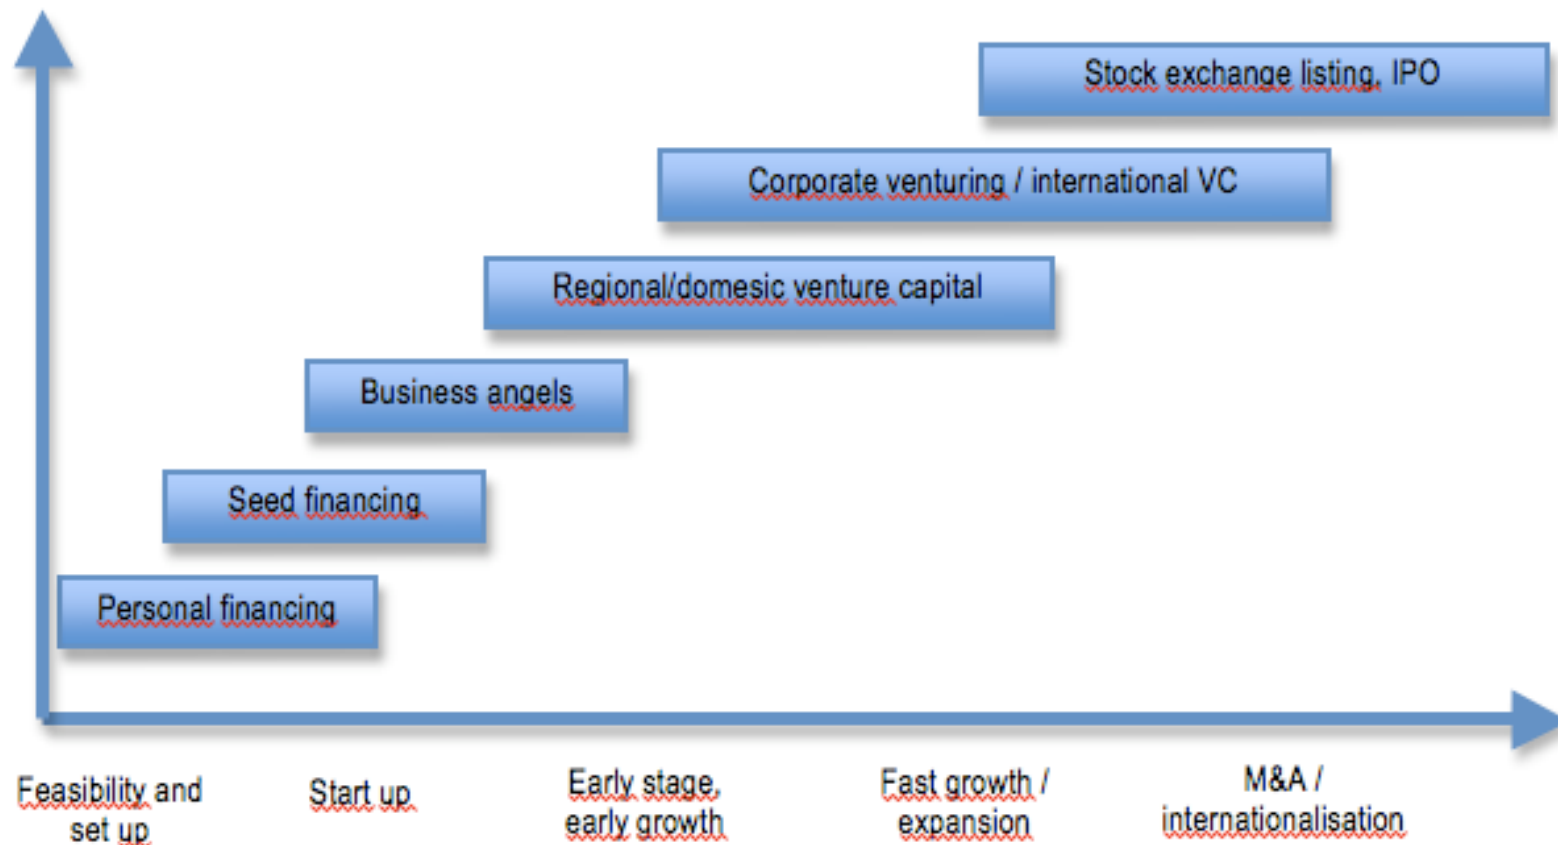 Stock exchange listing, IPO
Corporate venturing / international VC
Regional/domesic venture capital
Business angels
Seed financing
Personal financing
Feasibility and
set up
Start up
Early stage,
early growth
Fast growth /
expansion
M&A /
internationalisation